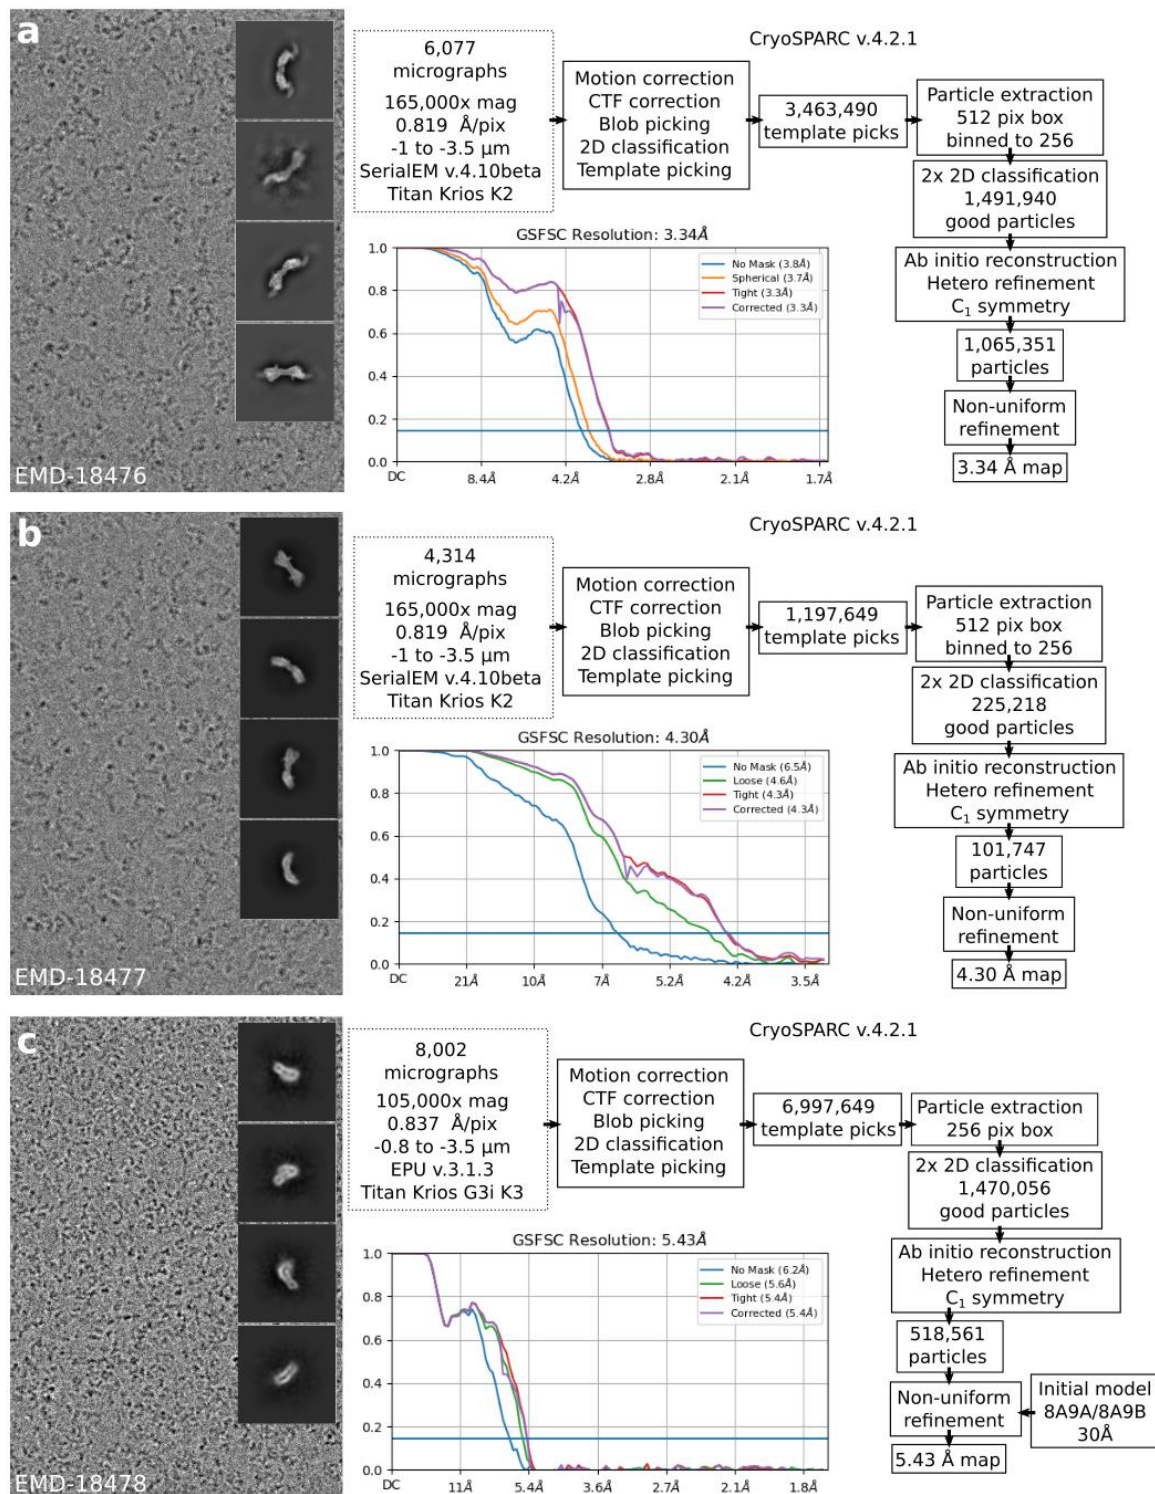 a
EMD-18476
CryoSPARC v.4.2.1
6,077
micrographs
165,000x mag
0.819 Å/pix
-1 to -3.5 µm
SerialEM v.4.10beta
Titan Krios K2
Motion correction
CTF correction
Blob picking
2D classification
Template picking
3,463,490
template picks
Particle extraction
512 pix box
binned to 256
2x 2D classification
1,491,940
good particles
Ab initio reconstruction
Hetero refinement
C₁ symmetry
1,065,351
particles
Non-uniform
refinement
3.34 Å map
GSFSC Resolution: 3.34Å
1.0
0.8
0.6
0.4
0.2
0.0
DC
8.4Å
4.2Å
2.8Å
2.1Å
1.7Å
No Mask (3.8Å)
Spherical (3.7Å)
Tight (3.3Å)
Corrected (3.3Å)
b
EMD-18477
CryoSPARC v.4.2.1
4,314
micrographs
165,000x mag
0.819 Å/pix
-1 to -3.5 µm
SerialEM v.4.10beta
Titan Krios K2
Motion correction
CTF correction
Blob picking
2D classification
Template picking
1,197,649
template picks
Particle extraction
512 pix box
binned to 256
2x 2D classification
225,218
good particles
Ab initio reconstruction
Hetero refinement
C₁ symmetry
101,747
particles
Non-uniform
refinement
4.30 Å map
GSFSC Resolution: 4.30Å
1.0
0.8
0.6
0.4
0.2
0.0
DC
21Å
10Å
7Å
5.2Å
4.2Å
3.5Å
No Mask (6.5Å)
Loose (4.6Å)
Tight (4.3Å)
Corrected (4.3Å)
c
EMD-18478
CryoSPARC v.4.2.1
8,002
micrographs
105,000x mag
0.837 Å/pix
-0.8 to -3.5 µm
EPU v.3.1.3
Titan Krios G3i K3
Motion correction
CTF correction
Blob picking
2D classification
Template picking
6,997,649
template picks
Particle extraction
256 pix box
2x 2D classification
1,470,056
good particles
Ab initio reconstruction
Hetero refinement
C₁ symmetry
518,561
particles
Non-uniform
refinement
Initial model
8A9A/8A9B
30Å
5.43 Å map
GSFSC Resolution: 5.43Å
1.0
0.8
0.6
0.4
0.2
0.0
DC
11Å
5.4Å
3.6Å
2.7Å
2.1Å
1.8Å
No Mask (6.2Å)
Loose (5.6Å)
Tight (5.4Å)
Corrected (5.4Å)